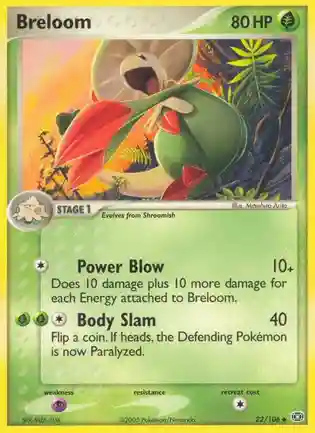 Breloom 80 HP
STAGE 1
Evolves from Shroomish
Illus. Masahiko Arita
Power Blow 10+
Does 10 damage plus 10 more damage for
each Energy attached to Breloom.
Body Slam 40
Flip a coin. If heads, the Defending Pokémon
is now Paralyzed.
weakness resistance retreat cost
©2005 Pokémon/Nintendo 22/106